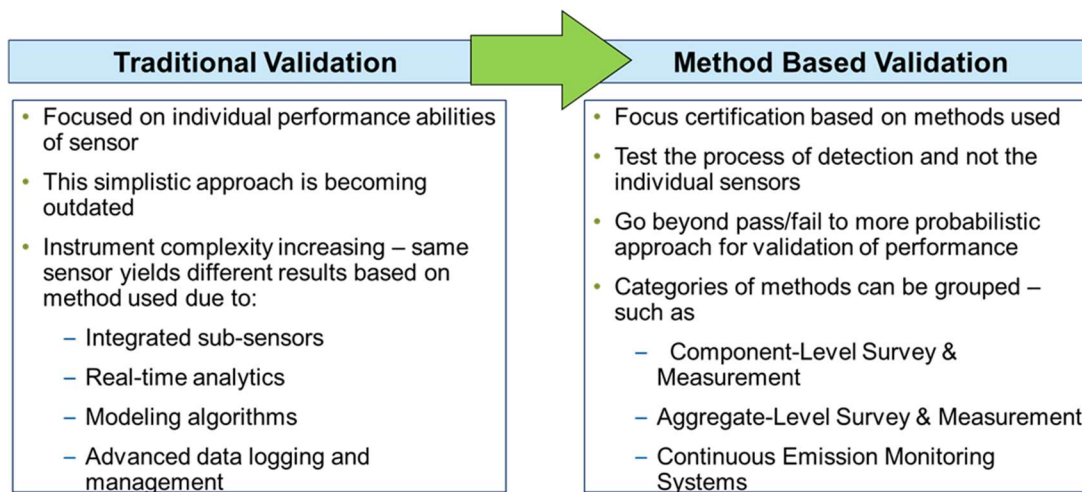 Traditional Validation
• Focused on individual performance abilities
of sensor
• This simplistic approach is becoming
outdated
• Instrument complexity increasing – same
sensor yields different results based on
method used due to:
– Integrated sub-sensors
– Real-time analytics
– Modeling algorithms
– Advanced data logging and
management
Method Based Validation
• Focus certification based on methods used
• Test the process of detection and not the
individual sensors
• Go beyond pass/fail to more probabilistic
approach for validation of performance
• Categories of methods can be grouped –
such as
– Component-Level Survey &
Measurement
– Aggregate-Level Survey & Measurement
– Continuous Emission Monitoring
Systems